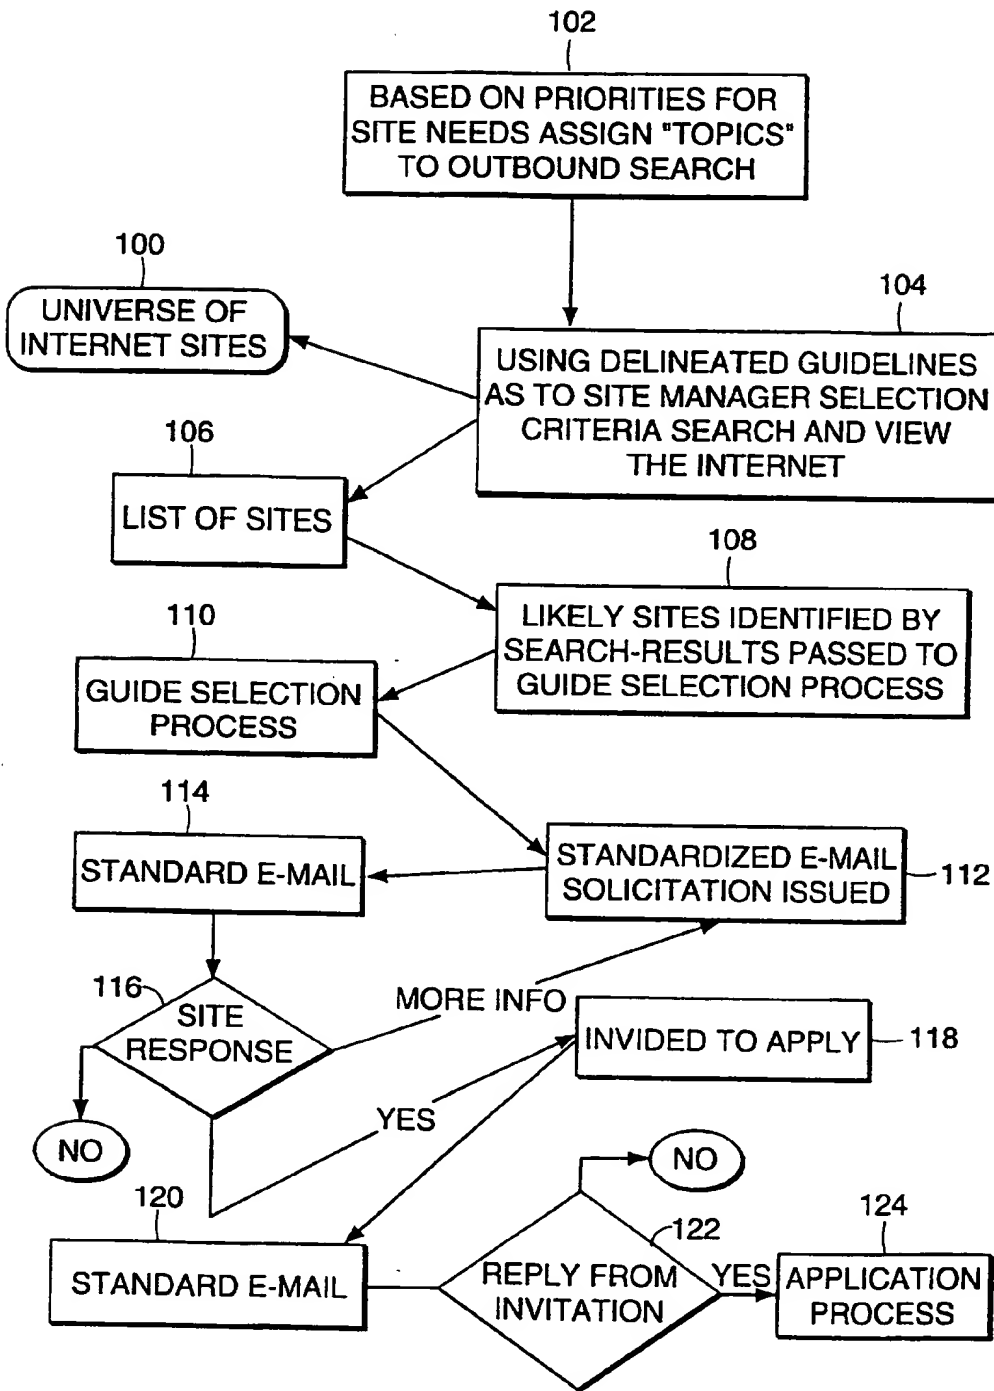 102
BASED ON PRIORITIES FOR
SITE NEEDS ASSIGN "TOPICS"
TO OUTBOUND SEARCH
100
UNIVERSE OF
INTERNET SITES
104
USING DELINEATED GUIDELINES
AS TO SITE MANAGER SELECTION
CRITERIA SEARCH AND VIEW
THE INTERNET
106
LIST OF SITES
108
LIKELY SITES IDENTIFIED BY
SEARCH-RESULTS PASSED TO
GUIDE SELECTION PROCESS
110
GUIDE SELECTION
PROCESS
114
STANDARD E-MAIL
STANDARDIZED E-MAIL
SOLICITATION ISSUED
112
116
SITE
RESPONSE
MORE INFO
INVIDED TO APPLY
118
YES
NO
NO
120
STANDARD E-MAIL
122
REPLY FROM
INVITATION
YES
124
APPLICATION
PROCESS